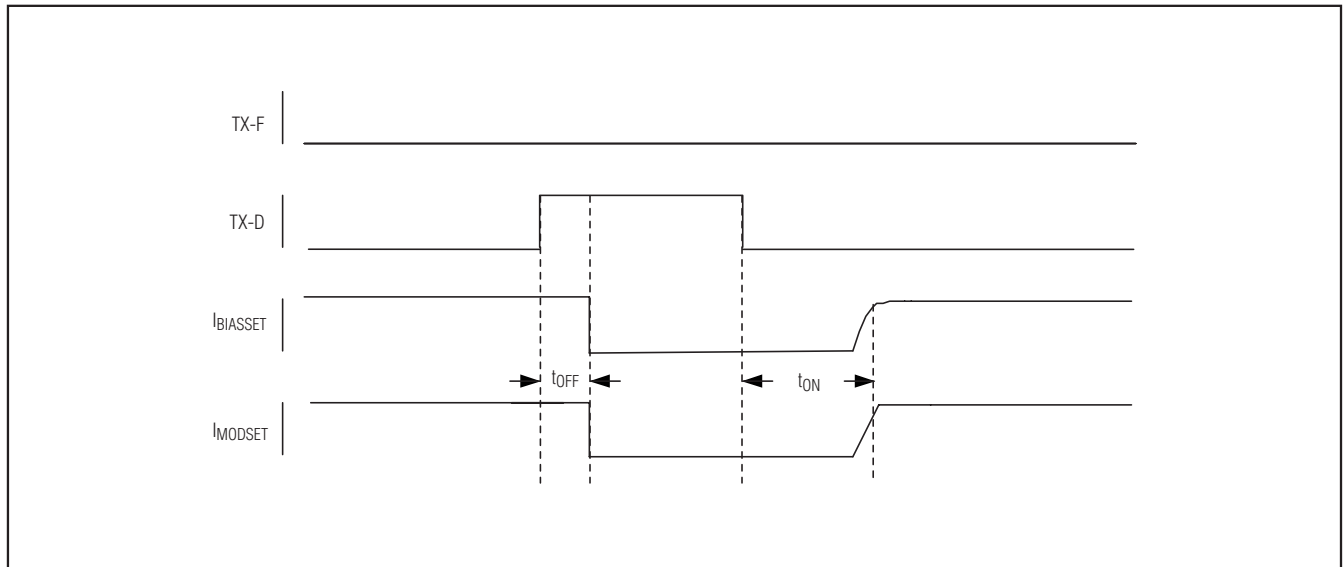 TX-F
TX-D
IBIASSET
tOFF
tON
IMODSET